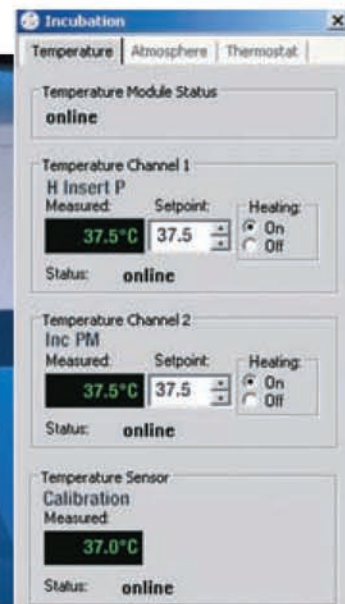 Incubation
Temperature Atmosphere Thermostat
Temperature Module Status
online
Temperature Channel 1
H Insert P
Measured: Setpoint: Heating:
37.5°C 37.5 On
Off
Status: online
Temperature Channel 2
Inc PM
Measured: Setpoint: Heating:
37.5°C 37.5 On
Off
Status: online
Temperature Sensor
Calibration
Measured:
37.0°C
Status: online